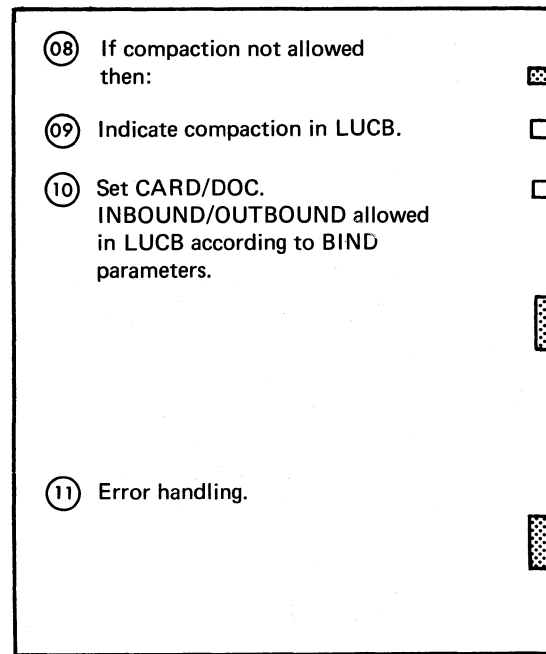 08 If compaction not allowed
then:
09 Indicate compaction in LUCB.
10 Set CARD/DOC.
INBOUND/OUTBOUND allowed
in LUCB according to BIND
parameters.
11 Error handling.